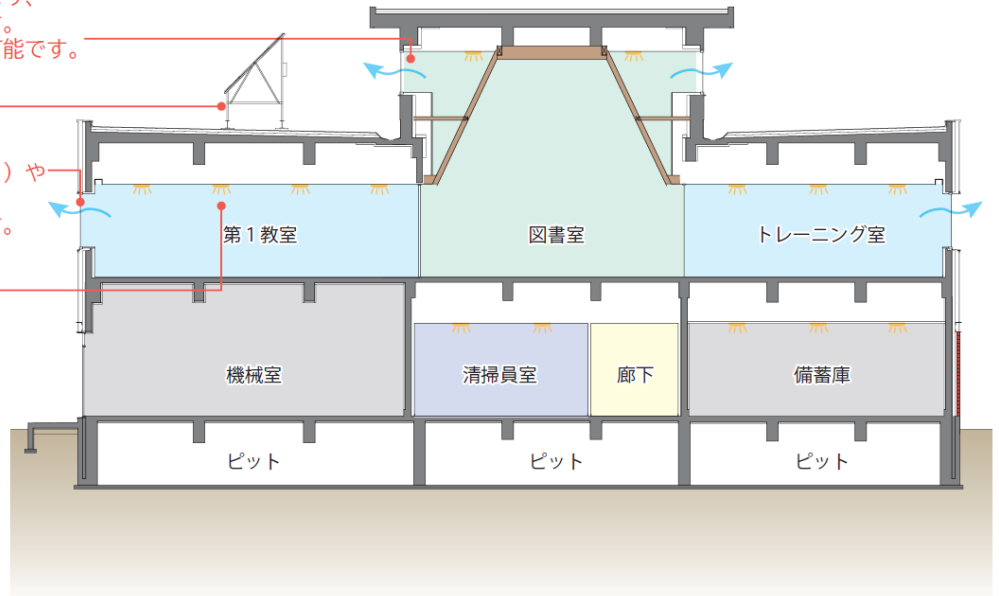 能です。
）や
第１教室
図書室
トレーニング室
機械室
清掃員室
廊下
備蓄庫
ピット
ピット
ピット